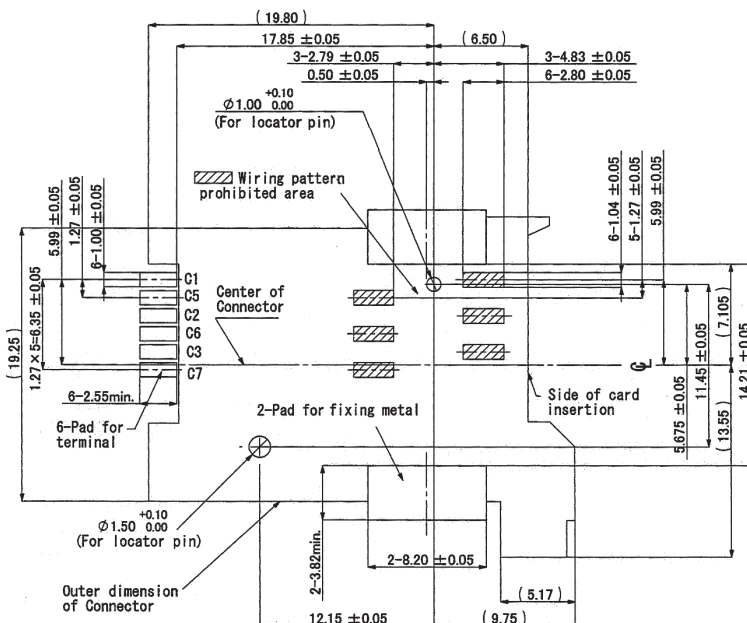 (19.80)
17.85 ±0.05
(6.50)
3-2.79 ±0.05
3-4.83 ±0.05
0.50 ±0.05
6-2.80 ±0.05
Φ1.00 +0.10 0.00
(For locator pin)
Wiring pattern
prohibited area
5.99 ±0.05
1.27 ±0.05
6-1.00 ±0.05
6-1.04 ±0.05
5-1.27 ±0.05
5.99 ±0.05
C1
C5
C2
C6
C3
C7
Center of
Connector
(19.25)
1.27×5=6.35 ±0.05
(7.105)
14.21 ±0.05
11.45 ±0.05
5.675 ±0.05
(13.55)
CL
6-2.55min.
6-Pad for
terminal
2-Pad for fixing metal
Side of card
insertion
Φ1.50 +0.10 0.00
(For locator pin)
2-3.82min.
2-8.20 ±0.05
Outer dimension
of Connector
(5.17)
12.15 ±0.05
(9.75)